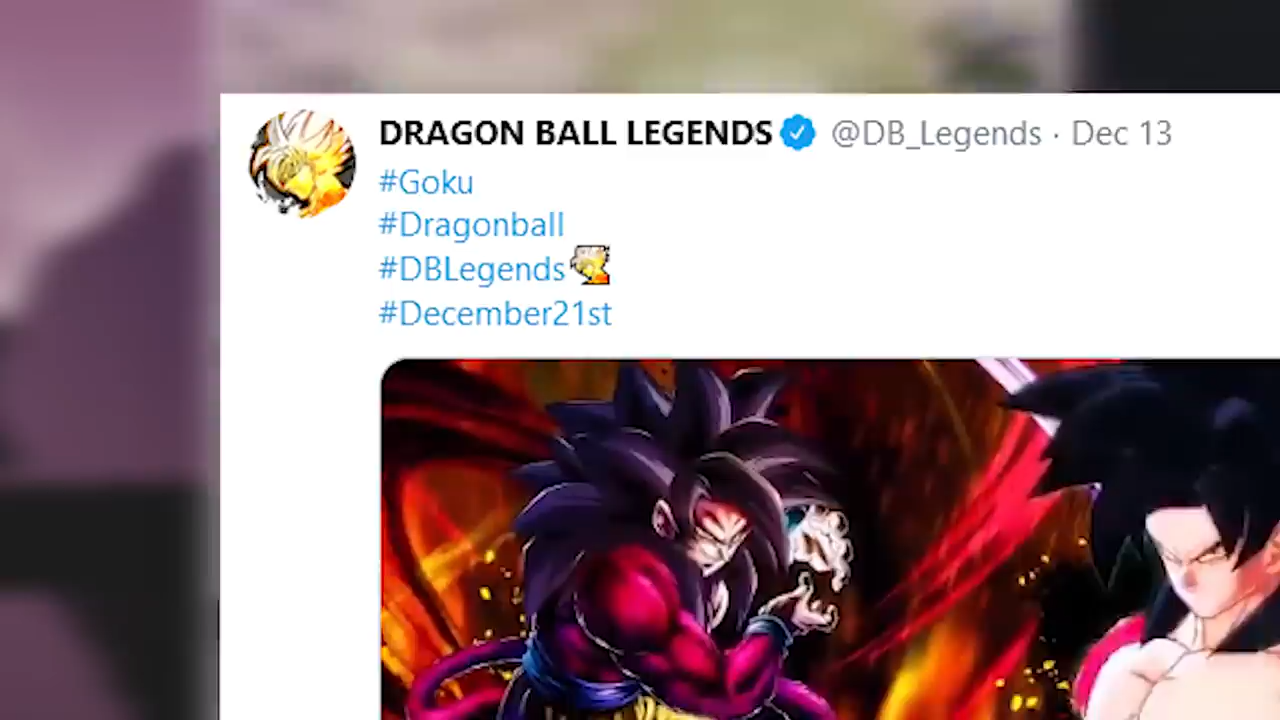 DRAGON BALL LEGENDS @DB_Legends · Dec 13
#Goku
#Dragonball
#DBLegends
#December21st